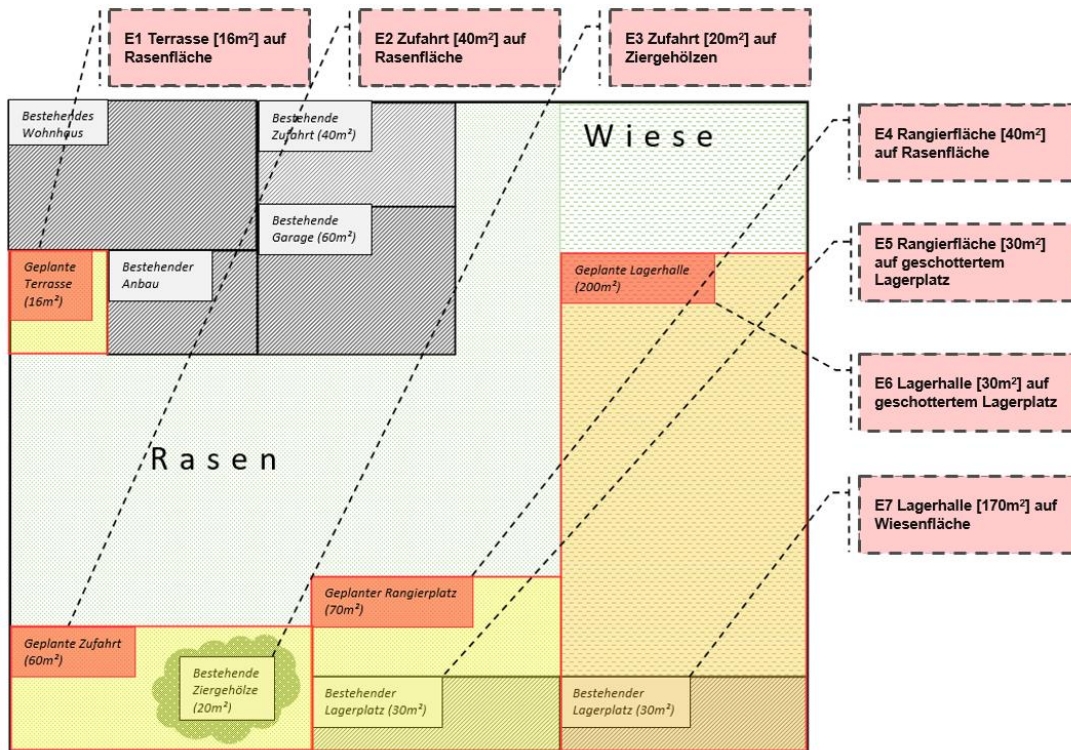 E1 Terrasse [16m²] auf
Rasenfläche
E2 Zufahrt [40m²] auf
Rasenfläche
E3 Zufahrt [20m²] auf
Ziergehölzen
Bestehendes
Wohnhaus
Bestehende
Zufahrt (40m²)
Wiese
E4 Rangierfläche [40m²]
auf Rasenfläche
Bestehende
Garage (60m²)
E5 Rangierfläche [30m²]
auf geschottertem
Lagerplatz
Geplante
Terrasse
(16m²)
Bestehender
Anbau
Geplante Lagerhalle
(200m²)
E6 Lagerhalle [30m²] auf
geschottertem Lagerplatz
Rasen
E7 Lagerhalle [170m²] auf
Wiesenfläche
Geplanter Rangierplatz
(70m²)
Geplante Zufahrt
(60m²)
Bestehende
Ziergehölze
(20m²)
Bestehender
Lagerplatz (30m²)
Bestehender
Lagerplatz (30m²)